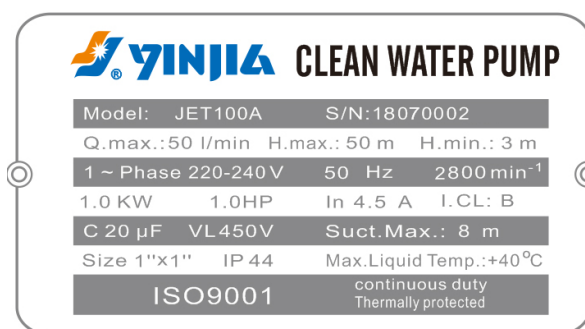 ® YINJIA CLEAN WATER PUMP
Model: JET100A S/N:18070002
Q.max.:50 l/min H.max.: 50 m H.min.: 3 m
1 ~ Phase 220-240V 50 Hz 2800min⁻¹
1.0 KW 1.0HP In 4.5 A I.CL: B
C 20 µF VL450V Suct.Max.: 8 m
Size 1"x1" IP 44 Max.Liquid Temp.:+40°C
ISO9001 continuous duty
Thermally protected